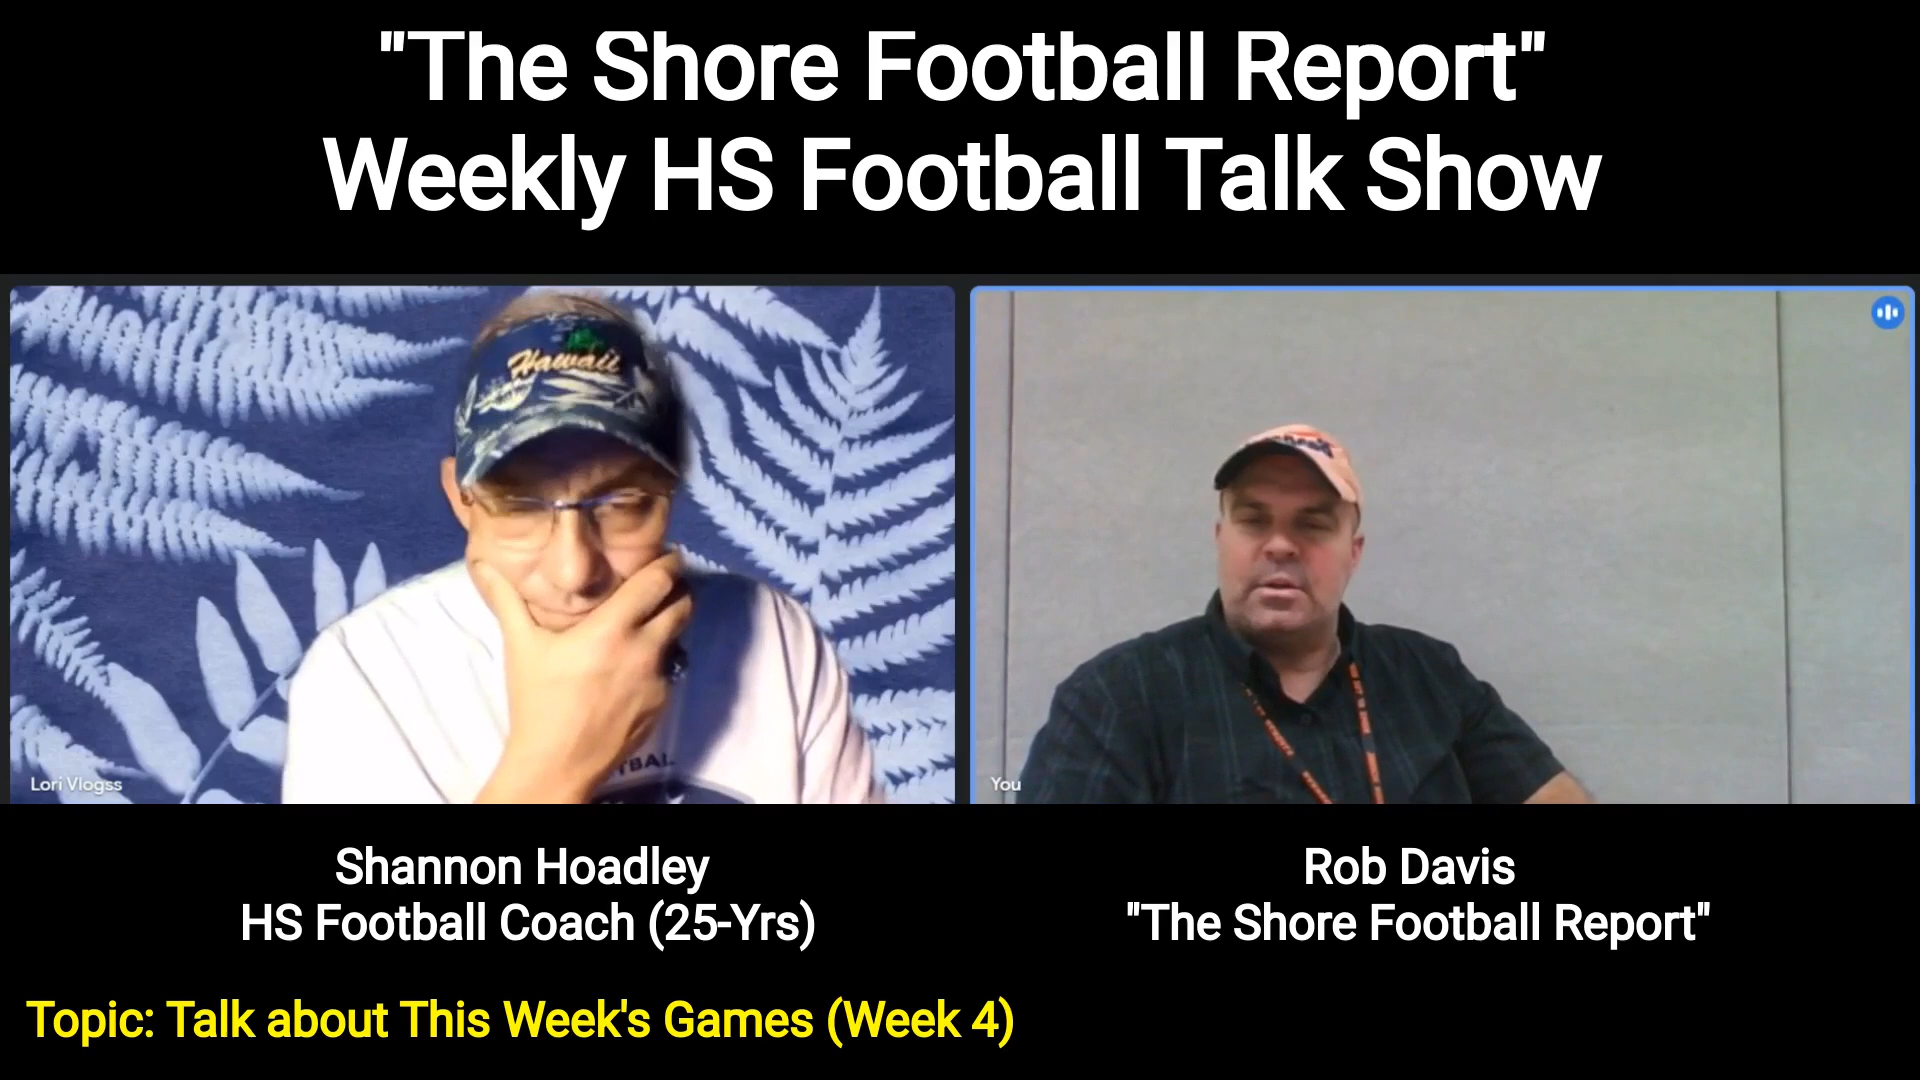 "The Shore Football Report"
Weekly HS Football Talk Show
Hawaii
TBAL
Lori Vlogss
You
Shannon Hoadley
HS Football Coach (25-Yrs)
Rob Davis
"The Shore Football Report"
Topic: Talk about This Week's Games (Week 4)